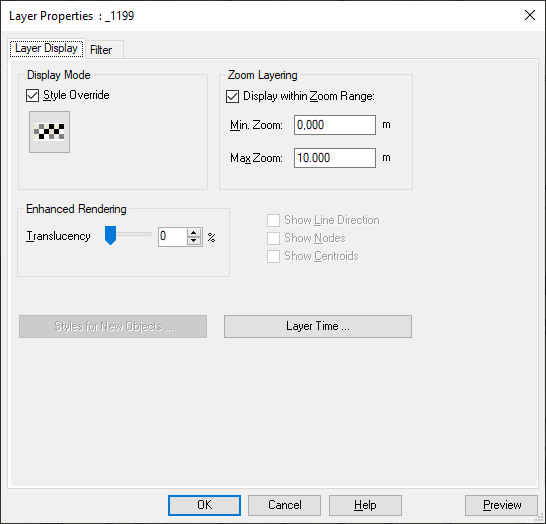 Layer Properties : _1199
Layer Display
Filter
Display Mode
Style Override
Zoom Layering
Display within Zoom Range:
Min. Zoom: 0.000 m
Max Zoom: 10.000 m
Enhanced Rendering
Translucency 0 %
Show Line Direction
Show Nodes
Show Centroids
Styles for New Objects ...
Layer Time ...
OK
Cancel
Help
Preview